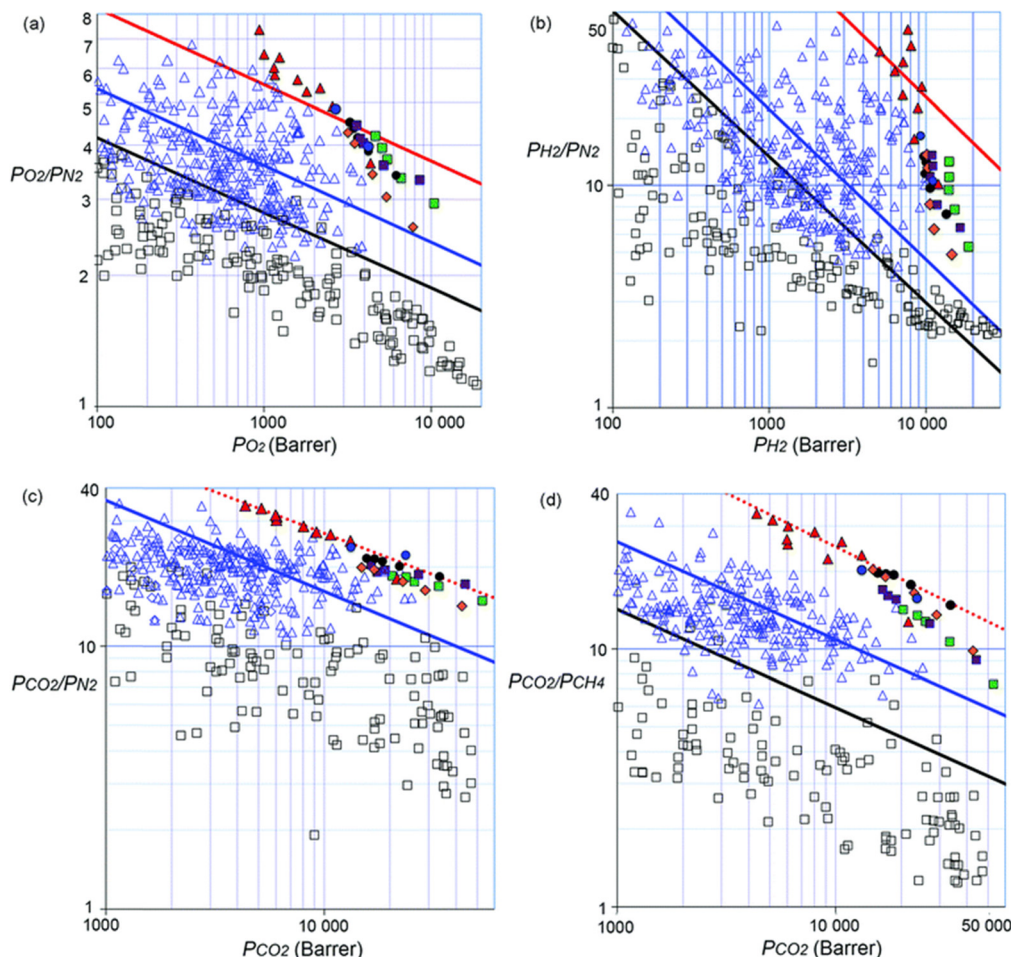 (a)
8
7
6
5
4
3
2
1
PO2/PN2
100
1000
10 000
PO2 (Barrer)
(b)
50
10
1
PH2/PN2
100
1000
10 000
PH2 (Barrer)
(c)
40
10
1
PCO2/PN2
1000
10 000
PCO2 (Barrer)
(d)
40
10
1
PCO2/PCH4
1000
10 000
50 000
PCO2 (Barrer)